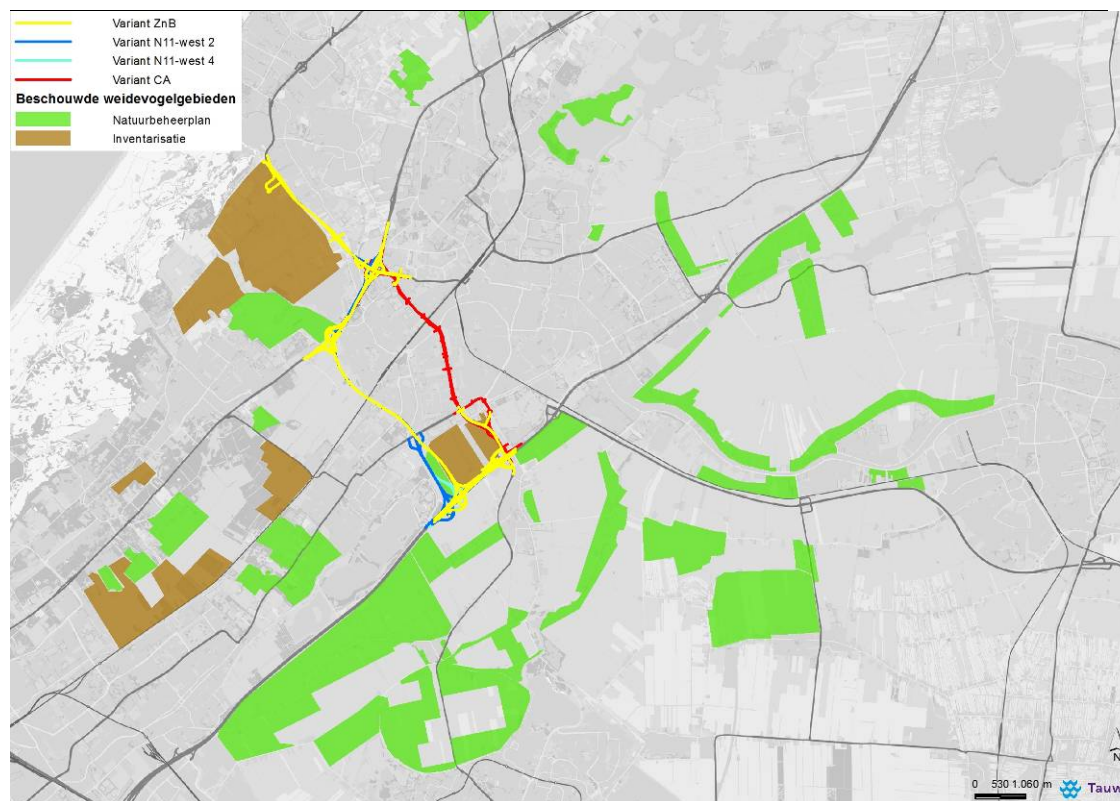 Variant ZnB
Variant N11-west 2
Variant N11-west 4
Variant CA
Beschouwde weidevogelgebieden
Natuurbeheerplan
Inventarisatie
N
0 530 1.060 m
Tauw